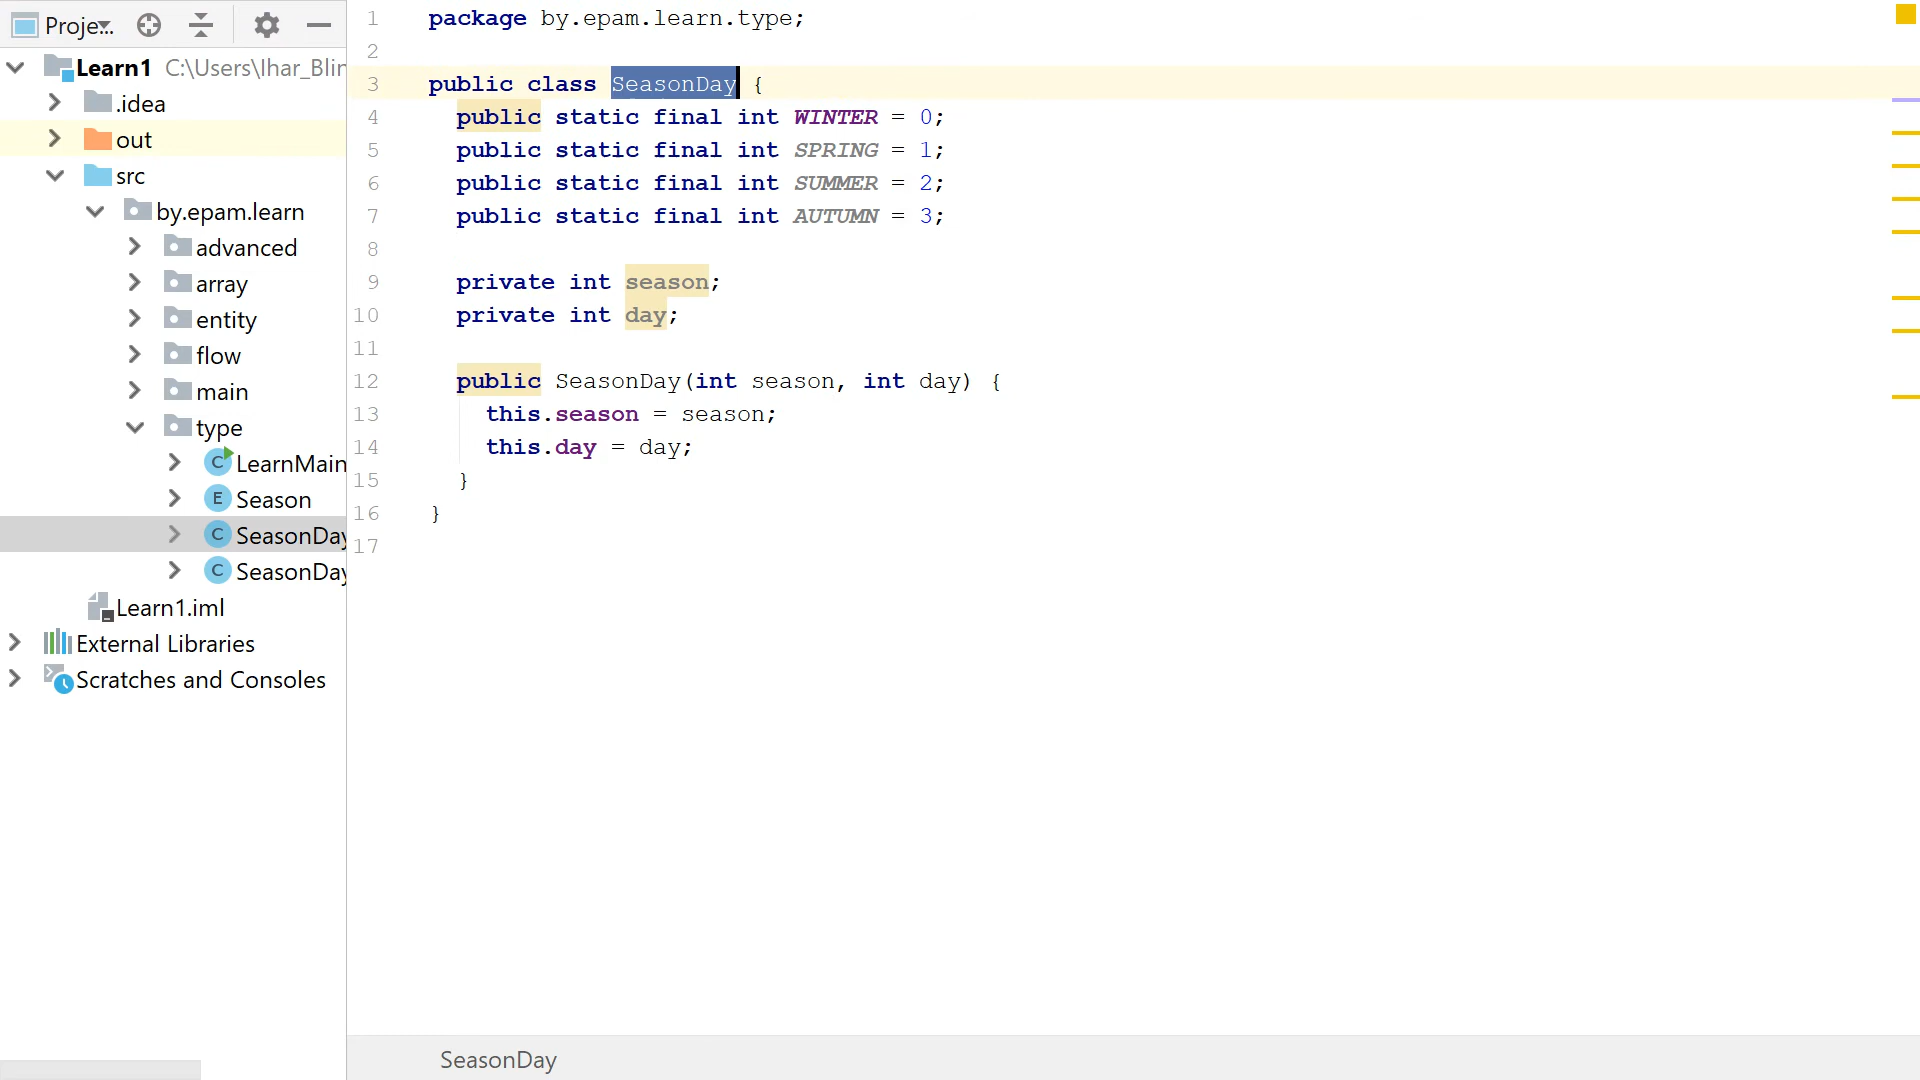 Proje...
Learn1 C:\Users\Ihar_Blir
.idea
out
src
by.epam.learn
advanced
array
entity
flow
main
type
C LearnMain
E Season
C SeasonDay
C SeasonDay
Learn1.iml
External Libraries
Scratches and Consoles
1 package by.epam.learn.type;
2
3 public class SeasonDay {
4 public static final int WINTER = 0;
5 public static final int SPRING = 1;
6 public static final int SUMMER = 2;
7 public static final int AUTUMN = 3;
8
9 private int season;
10 private int day;
11
12 public SeasonDay(int season, int day) {
13 this.season = season;
14 this.day = day;
15 }
16 }
17
SeasonDay